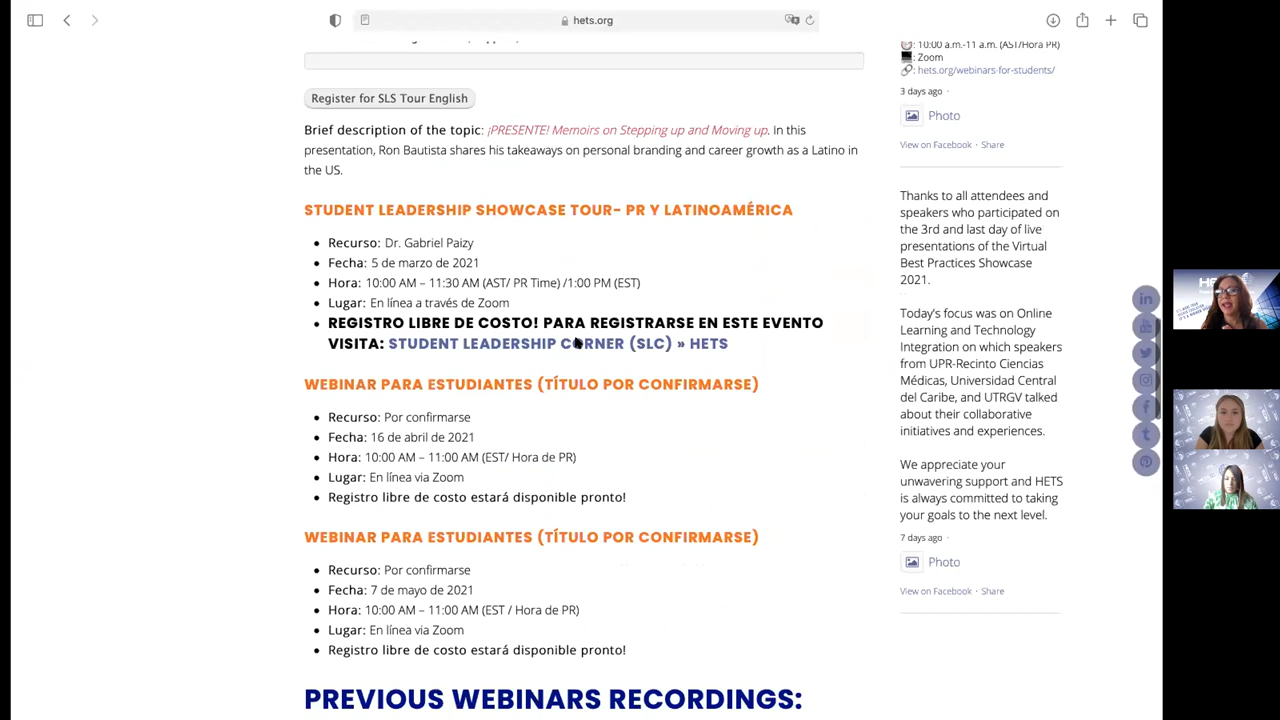 hets.org
Register for SLS Tour English
Brief description of the topic: ¡PRESENTE! Memoirs on Stepping up and Moving up. In this
presentation, Ron Bautista shares his takeaways on personal branding and career growth as a Latino in
the US.
STUDENT LEADERSHIP SHOWCASE TOUR– PR Y LATINOAMÉRICA
Recurso: Dr. Gabriel Paizy
Fecha: 5 de marzo de 2021
Hora: 10:00 AM – 11:30 AM (AST/ PR Time) /1:00 PM (EST)
Lugar: En línea a través de Zoom
REGISTRO LIBRE DE COSTO! PARA REGISTRARSE EN ESTE EVENTO
VISITA: STUDENT LEADERSHIP CORNER (SLC) » HETS
WEBINAR PARA ESTUDIANTES (TÍTULO POR CONFIRMARSE)
Recurso: Por confirmarse
Fecha: 16 de abril de 2021
Hora: 10:00 AM – 11:00 AM (EST/ Hora de PR)
Lugar: En línea via Zoom
Registro libre de costo estará disponible pronto!
WEBINAR PARA ESTUDIANTES (TÍTULO POR CONFIRMARSE)
Recurso: Por confirmarse
Fecha: 7 de mayo de 2021
Hora: 10:00 AM – 11:00 AM (EST / Hora de PR)
Lugar: En línea via Zoom
Registro libre de costo estará disponible pronto!
PREVIOUS WEBINARS RECORDINGS:
: 10:00 a.m.-11 a.m. (AST/Hora PR)
: Zoom
: hets.org/webinars-for-students/
3 days ago ·
Photo
View on Facebook · Share
Thanks to all attendees and
speakers who participated on
the 3rd and last day of live
presentations of the Virtual
Best Practices Showcase
2021.
Today's focus was on Online
Learning and Technology
Integration on which speakers
from UPR-Recinto Ciencias
Médicas, Universidad Central
del Caribe, and UTRGV talked
about their collaborative
initiatives and experiences.
We appreciate your
unwavering support and HETS
is always committed to taking
your goals to the next level.
7 days ago ·
Photo
View on Facebook · Share